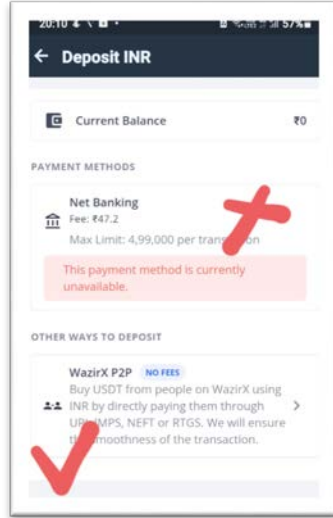 20:10
57%
Deposit INR
Current Balance ₹0
PAYMENT METHODS
Net Banking
Fee: ₹47.2
Max Limit: 4,99,000 per transaction
This payment method is currently
unavailable.
OTHER WAYS TO DEPOSIT
WazirX P2P NO FEES
Buy USDT from people on WazirX using
INR by directly paying them through
UPI, IMPS, NEFT or RTGS. We will ensure
the smoothness of the transaction.